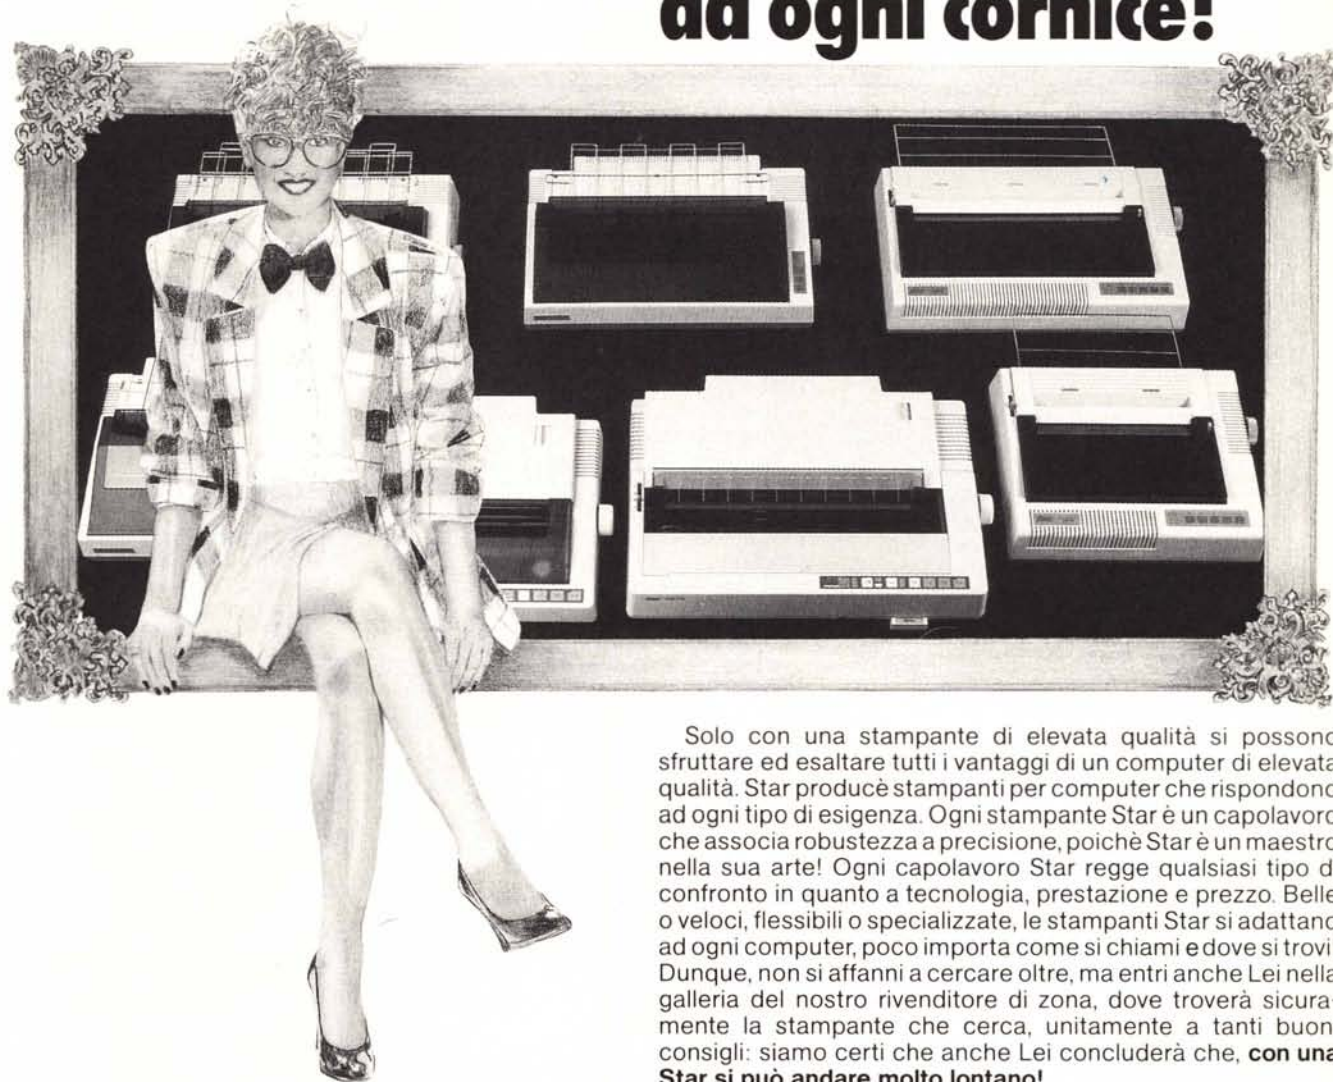 ad ogni cornice!
Solo con una stampante di elevata qualità si possono
sfruttare ed esaltare tutti i vantaggi di un computer di elevata
qualità. Star producè stampanti per computer che rispondono
ad ogni tipo di esigenza. Ogni stampante Star è un capolavoro
che associa robustezza a precisione, poichè Star è un maestro
nella sua arte! Ogni capolavoro Star regge qualsiasi tipo d
confronto in quanto a tecnologia, prestazione e prezzo. Belle
o veloci, flessibili o specializzate, le stampanti Star si adattano
ad ogni computer, poco importa come si chiami e dove si trovi
Dunque, non si affanni a cercare oltre, ma entri anche Lei nella
galleria del nostro rivenditore di zona, dove troverà sicura-
mente la stampante che cerca, unitamente a tanti buon
consigli: siamo certi che anche Lei concluderà che, con una
Star si può andare molto lontano!